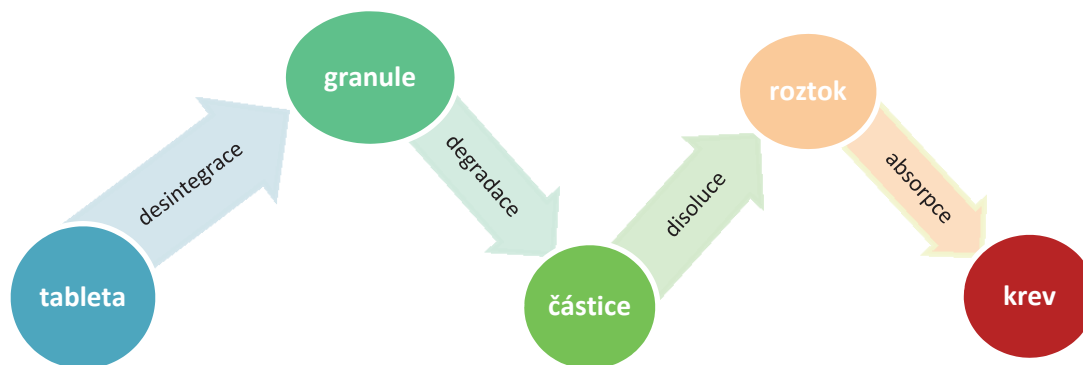 tableta
desintegrace
granule
degradace
částice
disoluce
roztok
absorpce
krev